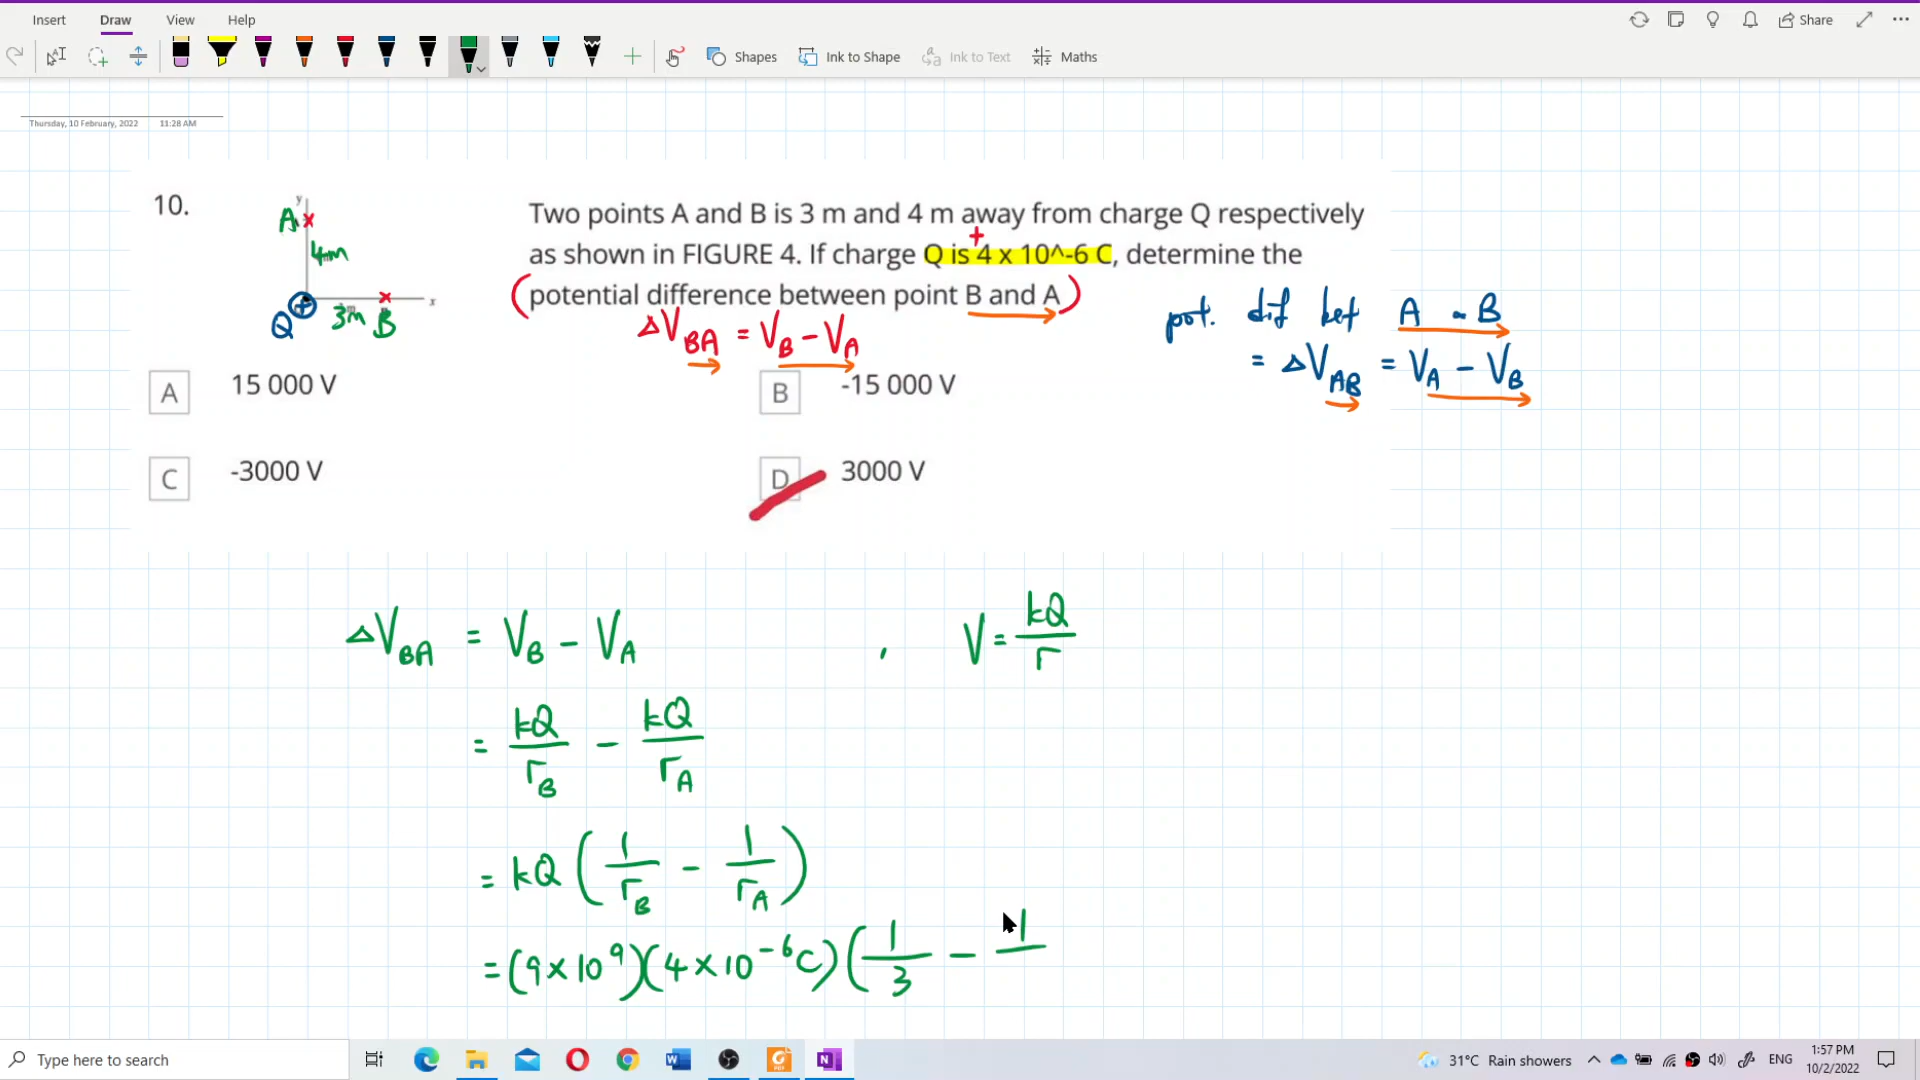 Insert Draw View Help
Share
Shapes Ink to Shape Ink to Text Maths
Thursday, 10 February, 2022 11:28 AM
10.
y
A
4m
x
Q
3m B
Two points A and B is 3 m and 4 m away from charge Q respectively
+
as shown in FIGURE 4. If charge Q is 4 x 10^-6 C, determine the
(potential difference between point B and A)
ΔV_BA = V_B - V_A
pot. dif bet A - B
= ΔV_AB = V_A - V_B
A 15 000 V
B -15 000 V
C -3000 V
D 3000 V
ΔV_BA = V_B - V_A , V = kQ/r
= kQ/r_B - kQ/r_A
= kQ (1/r_B - 1/r_A)
= (9 x 10^9)(4 x 10^-6 C)(1/3 - 1/
Type here to search
31°C Rain showers
ENG
1:57 PM
10/2/2022